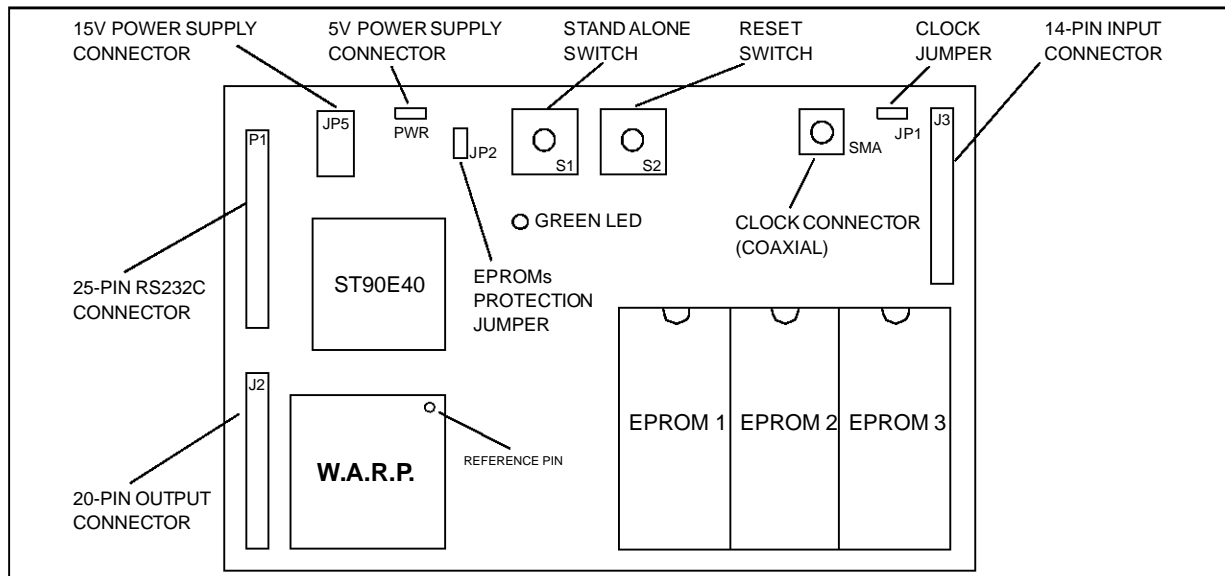 15V POWER SUPPLY
CONNECTOR
5V POWER SUPPLY
CONNECTOR
STAND ALONE
SWITCH
RESET
SWITCH
CLOCK
JUMPER
14-PIN INPUT
CONNECTOR
P1
JP5
PWR
JP2
S1
S2
SMA
JP1
J3
GREEN LED
CLOCK CONNECTOR
(COAXIAL)
25-PIN RS232C
CONNECTOR
ST90E40
EPROMs
PROTECTION
JUMPER
J2
EPROM 1
EPROM 2
EPROM 3
W.A.R.P.
REFERENCE PIN
20-PIN OUTPUT
CONNECTOR